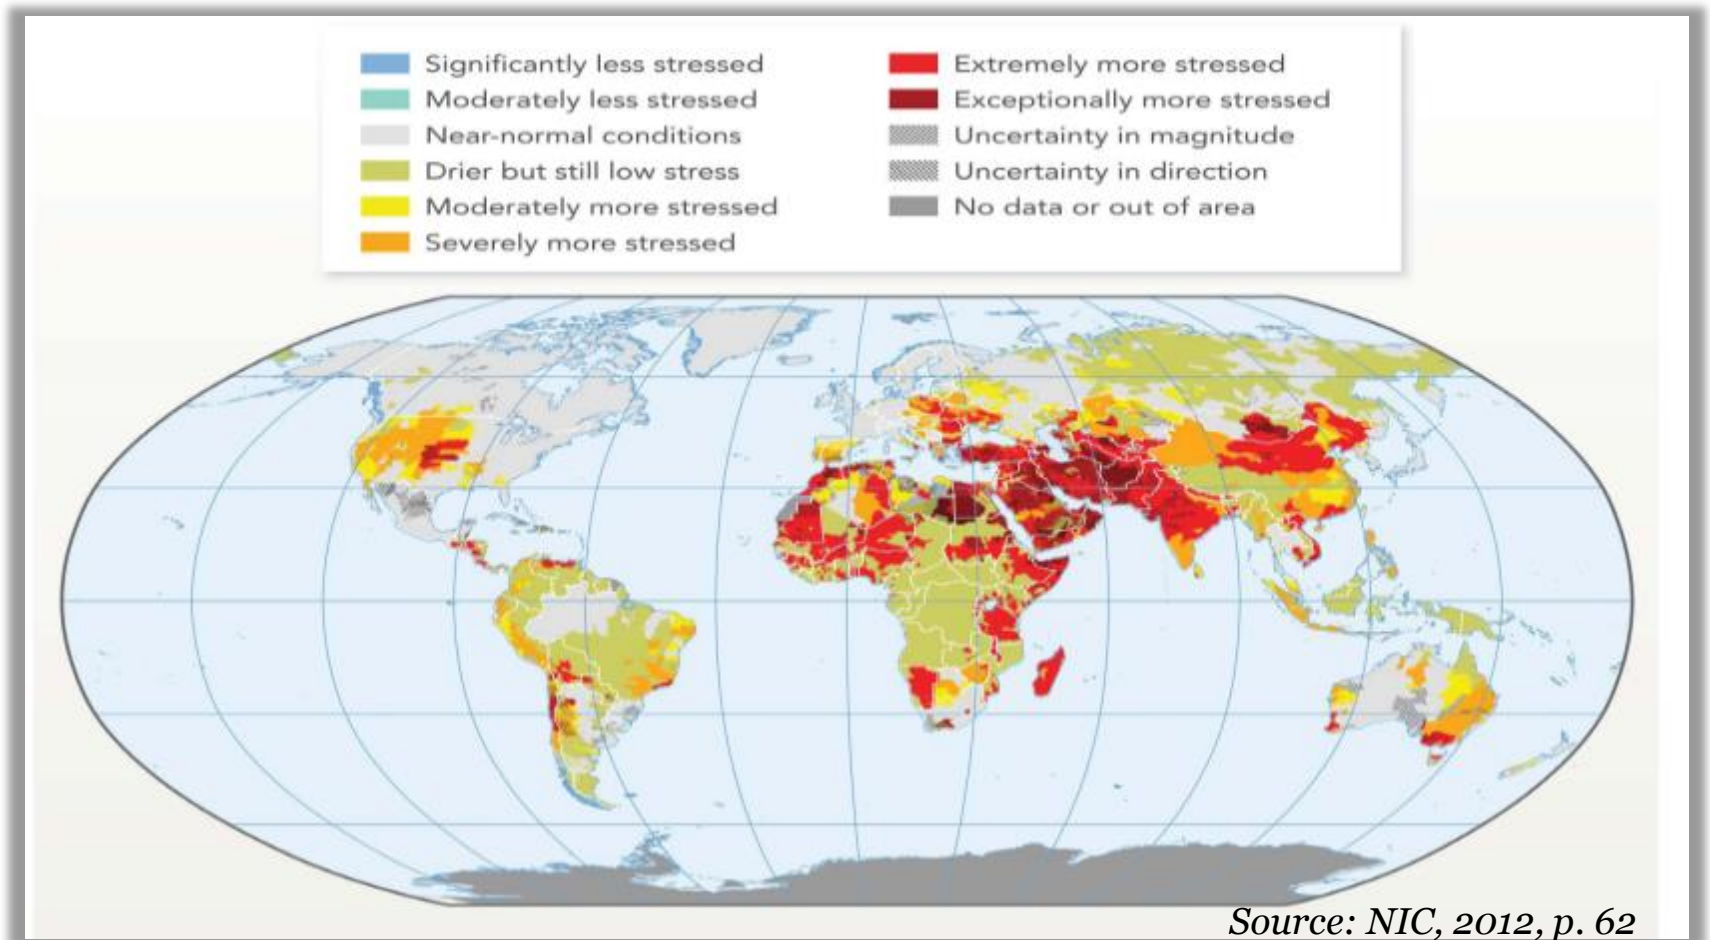 Significantly less stressed
Moderately less stressed
Near-normal conditions
Drier but still low stress
Moderately more stressed
Severely more stressed
Extremely more stressed
Exceptionally more stressed
Uncertainty in magnitude
Uncertainty in direction
No data or out of area
Source: NIC, 2012, p. 62